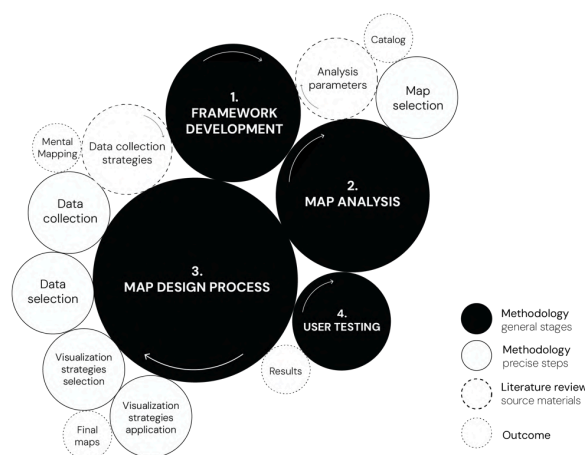 Catalog
1.
FRAMEWORK
DEVELOPMENT
Analysis
parameters
Map
selection
Mental
Mapping
Data collection
strategies
2.
MAP ANALYSIS
Data
collection
3.
MAP DESIGN PROCESS
Data
selection
4.
USER TESTING
Visualization
strategies
selection
Results
Visualization
strategies
application
Final
maps
Methodology
general stages
Methodology
precise steps
Literature review
source materials
Outcome